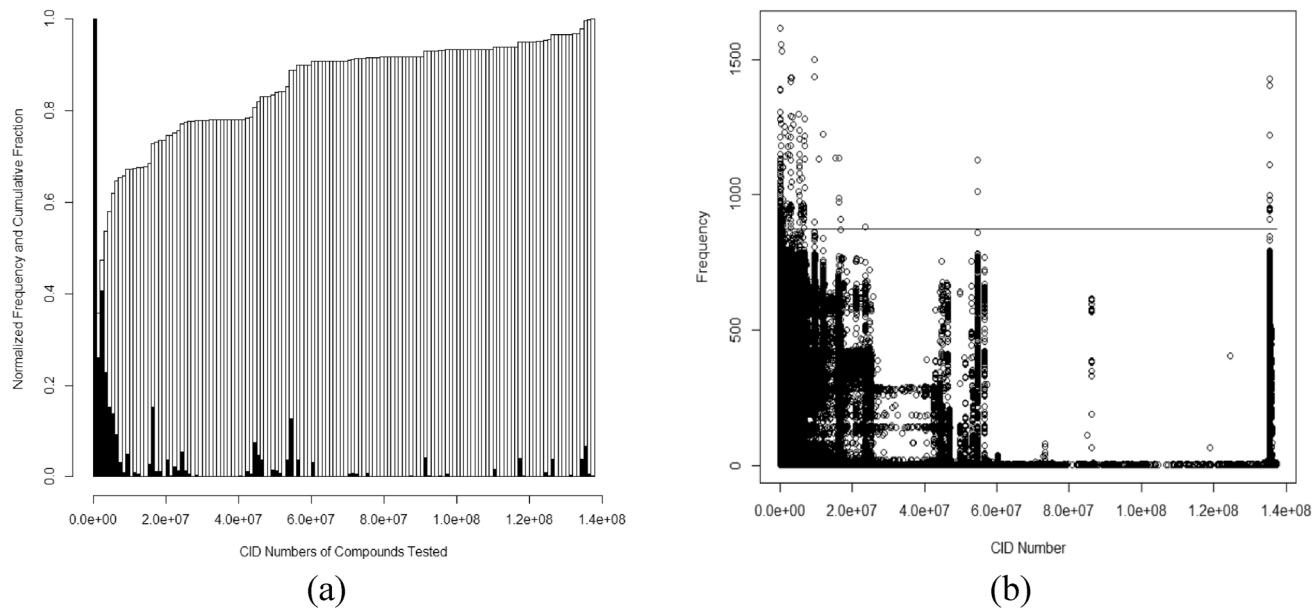 Normalized Frequency and Cumulative Fraction
1.0
0.8
0.6
0.4
0.2
0.0
0.0e+00 2.0e+07 4.0e+07 6.0e+07 8.0e+07 1.0e+08 1.2e+08 1.4e+08
CID Numbers of Compounds Tested
(a)
Frequency
1500
1000
500
0
0.0e+00 2.0e+07 4.0e+07 6.0e+07 8.0e+07 1.0e+08 1.2e+08 1.4e+08
CID Number
(b)